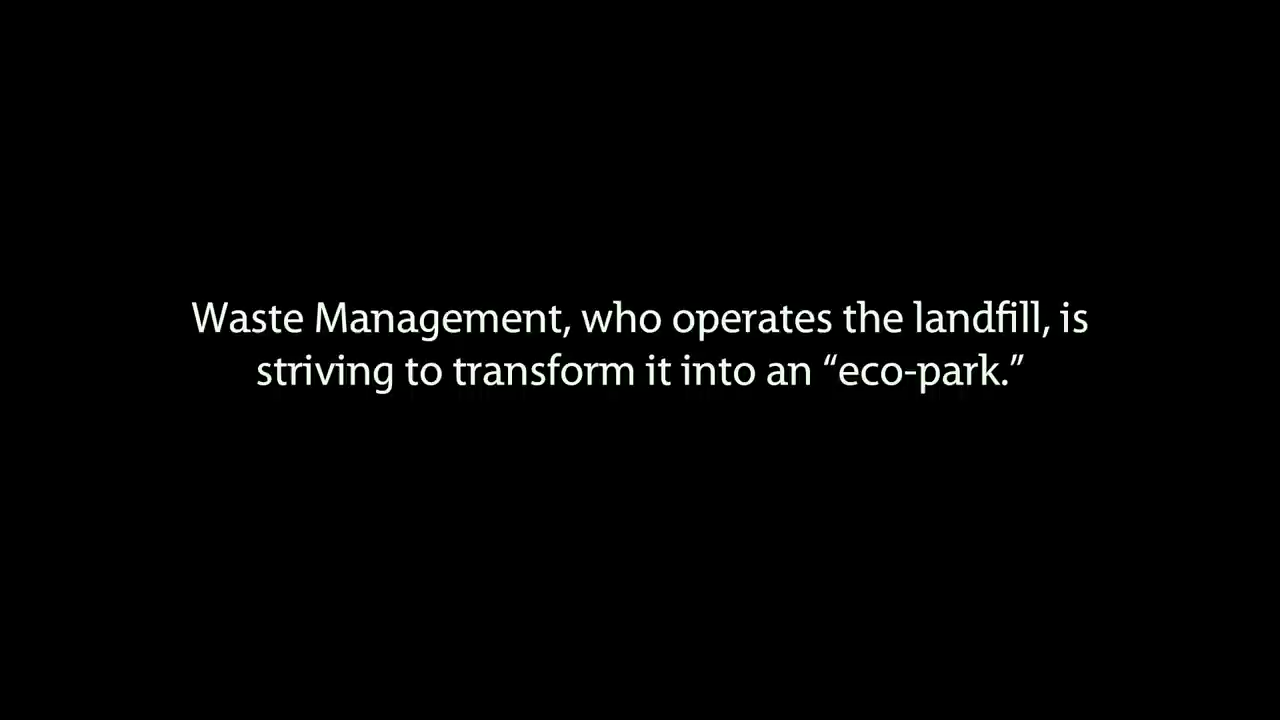 Waste Management, who operates the landfill, is
striving to transform it into an “eco-park.”